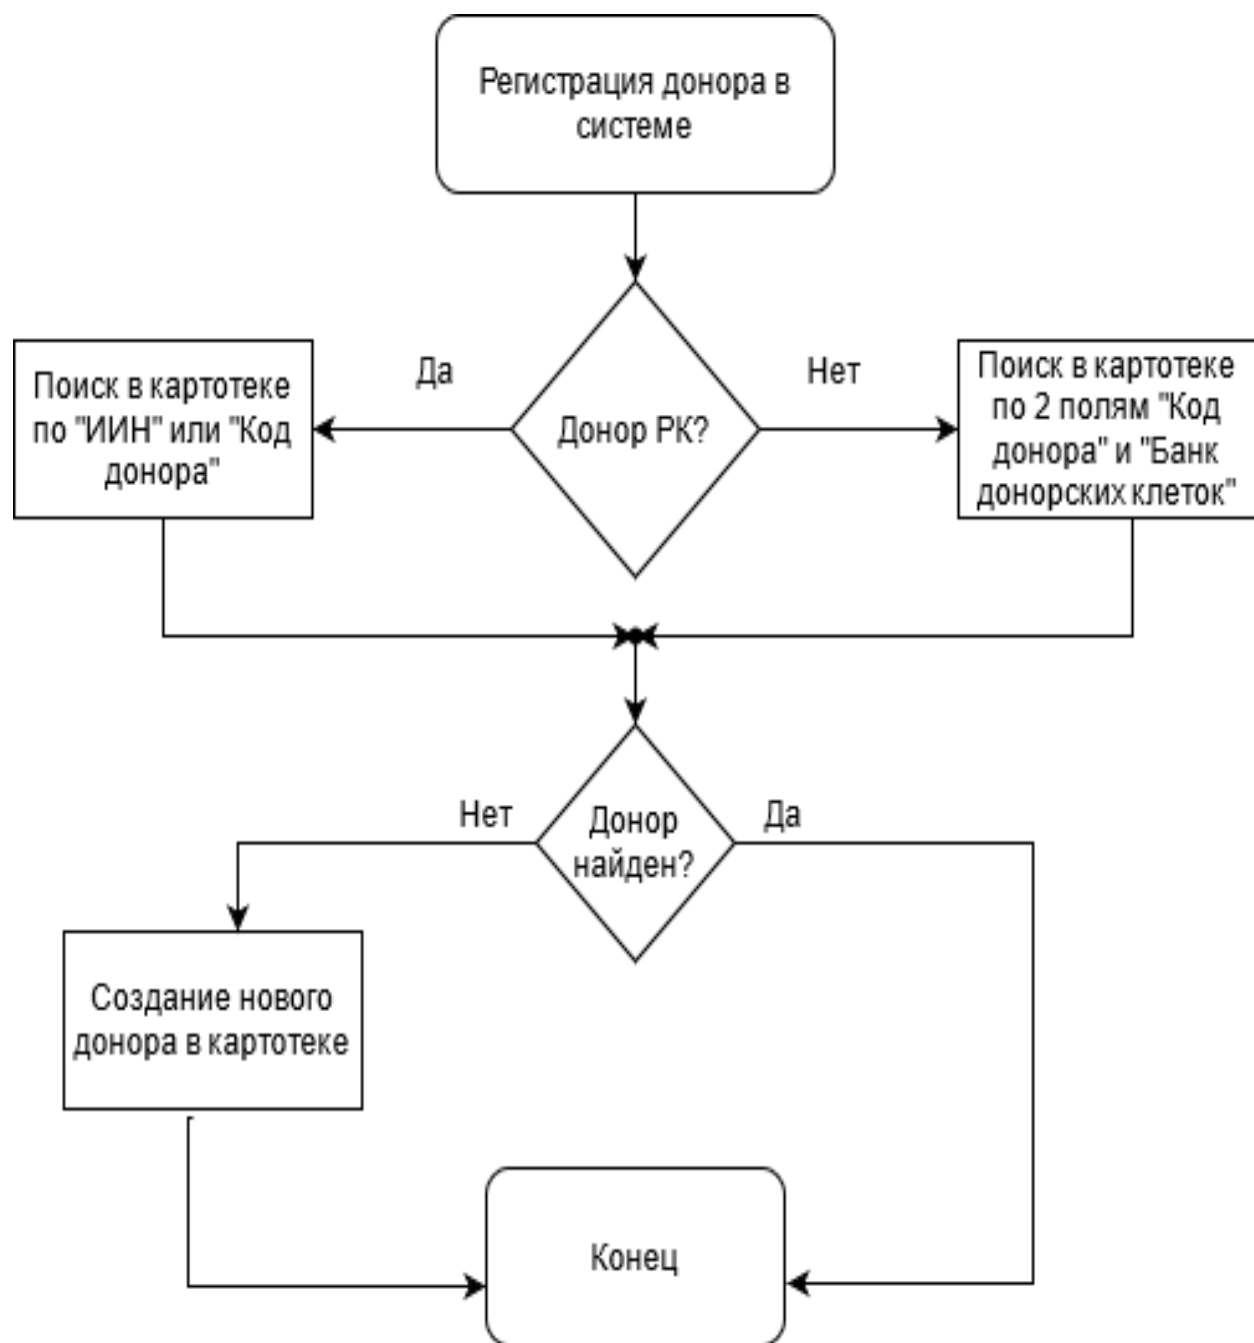 Регистрация донора в
системе
Да
Нет
Поиск в картотеке
по "ИИН" или "Код
донора"
Донор РК?
Поиск в картотеке
по 2 полям "Код
донора" и "Банк
донорских клеток"
Нет
Да
Донор
найден?
Создание нового
донора в картотеке
Конец